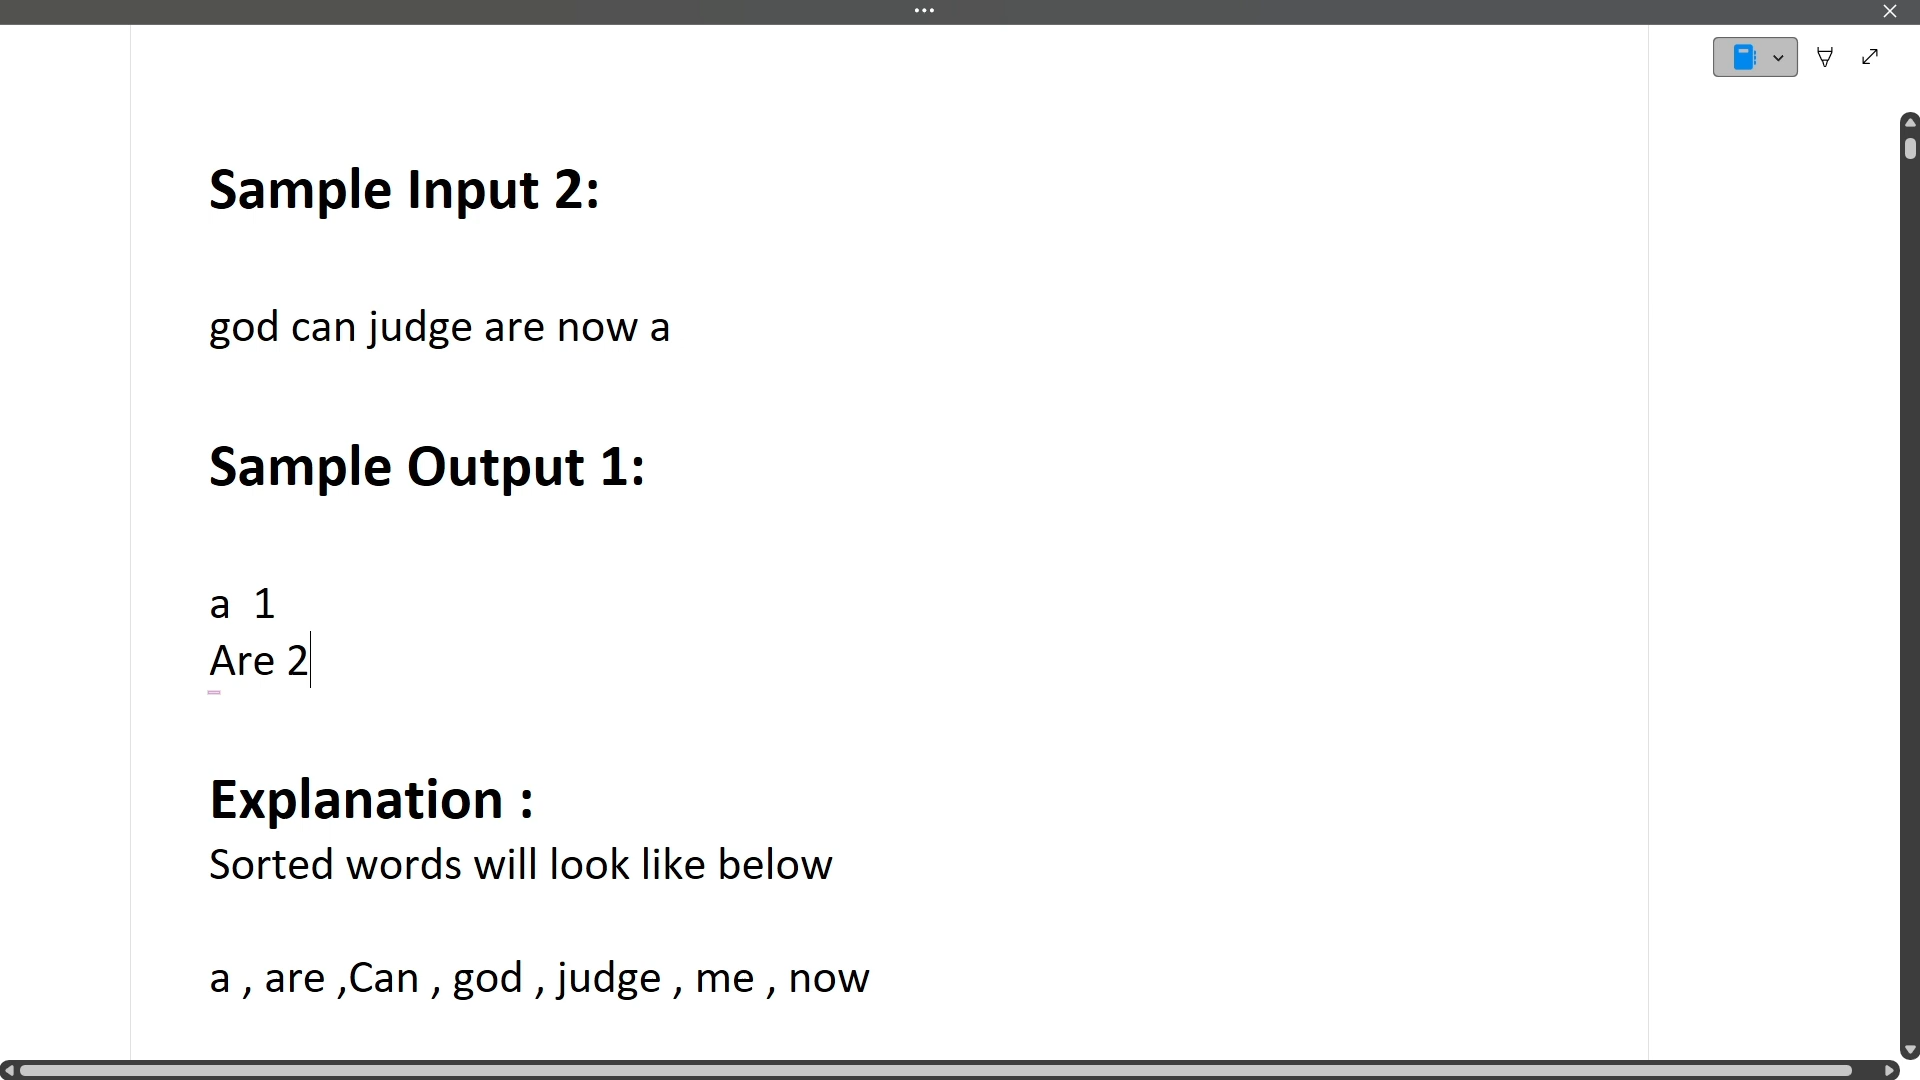 Sample Input 2:
god can judge are now a
Sample Output 1:
a  1
Are 2
Explanation :
Sorted words will look like below
a , are ,Can , god , judge , me , now